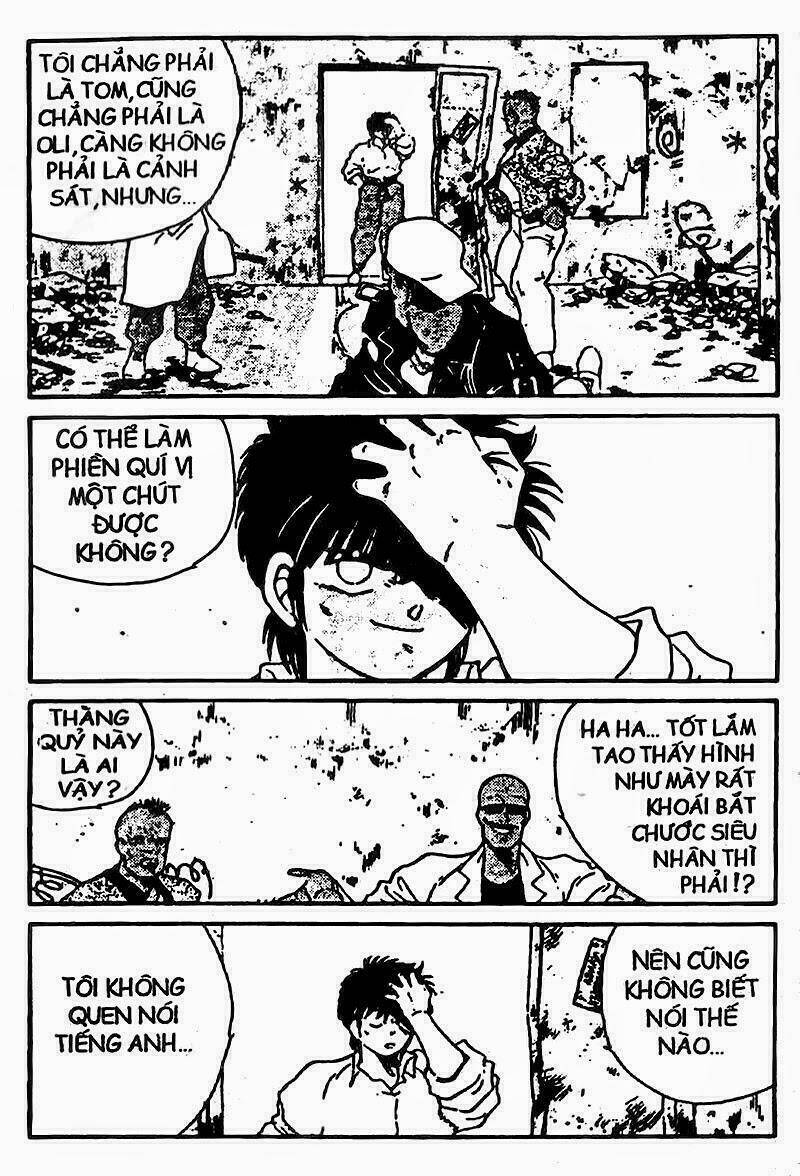 TÔI CHẲNG PHẢI
LÀ TOM,CŨNG
CHẲNG PHẢI LÀ
OLI,CÀNG KHÔNG
PHẢI LÀ CẢNH
SÁT,NHƯNG...
CÓ THỂ LÀM
PHIỀN QUÍ VỊ
MỘT CHÚT
ĐƯỢC
KHÔNG?
THÀNG
QUỶ NÀY
LÀ AI
VẬY?
HA HA... TỐT LẮM
TAO THẤY HÌNH
NHƯ MÀY RẤT
KHOÁI BẮT
CHƯỚC SIÊU
NHÂN THÌ
PHẢI!?
TÔI KHÔNG
QUEN NÓI
TIẾNG ANH...
NÊN CŨNG
KHÔNG BIẾT
NÓI THẾ
NÀO...